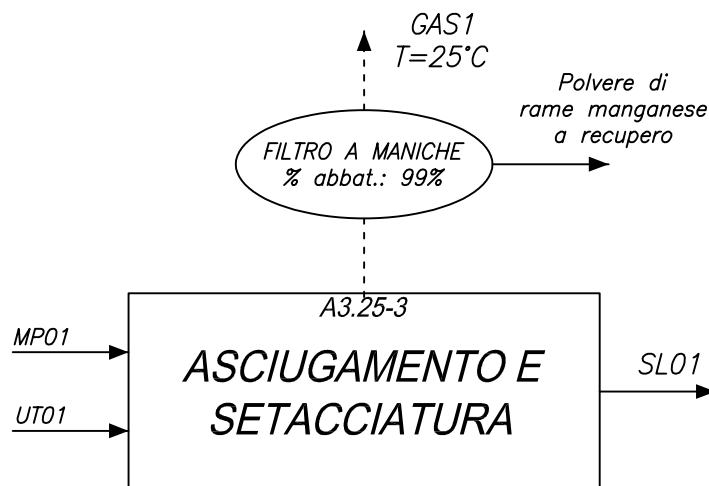 GAS1
T=25°C
Polvere di
rame manganese
a recupero
FILTRO A MANICHE
% abbat.: 99%
A3.25-3
MP01
ASCIUGAMENTO E
SETACCIATURA
SL01
UT01